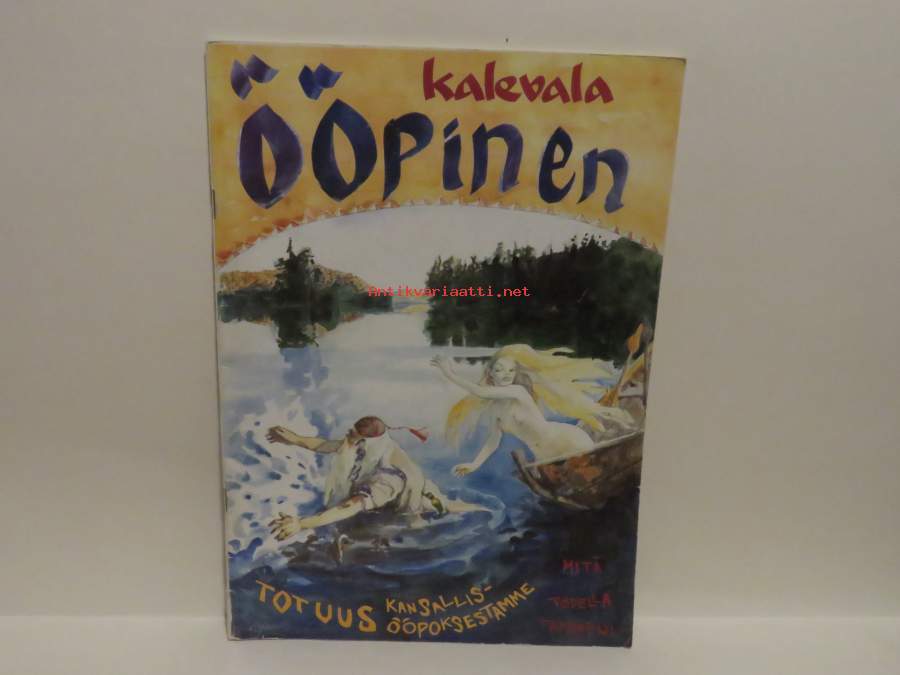 kalevala
ÖÖPinen
Antikvariaatti.net
TOTUUS KANSALLIS-
ÖÖPOKSESTAMME
MITÄ
TODELLA